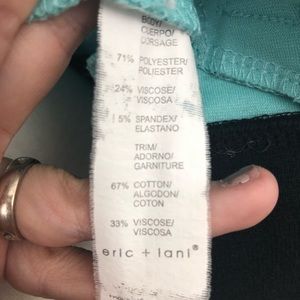 BODY/
CUERPO/
CORSAGE
71% POLYESTER/
POLIESTER
24% VISCOSE/
VISCOSA
5% SPANDEX/
ELASTANO
TRIM/
ADORNO/
GARNITURE
67% COTTON/
ALGODON/
COTON
33% VISCOSE/
VISCOSA
eric + lani®